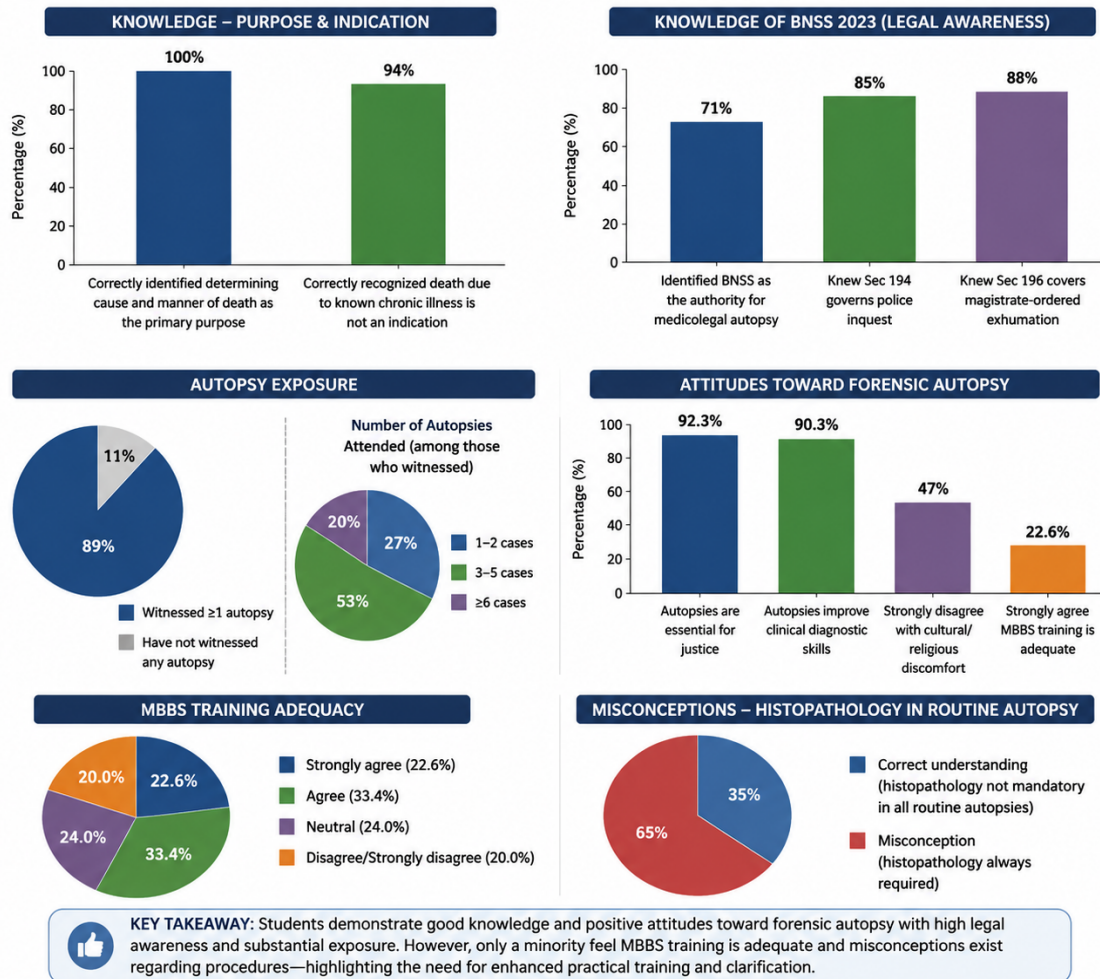 KNOWLEDGE – PURPOSE & INDICATION
Percentage (%)
100
80
60
40
20
0
100%
94%
Correctly identified determining
cause and manner of death as
the primary purpose
Correctly recognized death due
to known chronic illness is
not an indication
KNOWLEDGE OF BNSS 2023 (LEGAL AWARENESS)
Percentage (%)
100
80
60
40
20
0
71%
85%
88%
Identified BNSS as
the authority for
medicolegal autopsy
Knew Sec 194
governs police
inquest
Knew Sec 196 covers
magistrate-ordered
exhumation
AUTOPSY EXPOSURE
11%
89%
Witnessed ≥1 autopsy
Have not witnessed
any autopsy
Number of Autopsies
Attended (among those
who witnessed)
20%
27%
53%
1–2 cases
3–5 cases
≥6 cases
ATTITUDES TOWARD FORENSIC AUTOPSY
Percentage (%)
100
80
60
40
20
0
92.3%
90.3%
47%
22.6%
Autopsies are
essential for
justice
Autopsies improve
clinical diagnostic
skills
Strongly disagree
with cultural/
religious
discomfort
Strongly agree
MBBS training is
adequate
MBBS TRAINING ADEQUACY
20.0%
22.6%
24.0%
33.4%
Strongly agree (22.6%)
Agree (33.4%)
Neutral (24.0%)
Disagree/Strongly disagree (20.0%)
MISCONCEPTIONS – HISTOPATHOLOGY IN ROUTINE AUTOPSY
35%
65%
Correct understanding
(histopathology not mandatory
in all routine autopsies)
Misconception
(histopathology always
required)
KEY TAKEAWAY: Students demonstrate good knowledge and positive attitudes toward forensic autopsy with high legal
awareness and substantial exposure. However, only a minority feel MBBS training is adequate and misconceptions exist
regarding procedures—highlighting the need for enhanced practical training and clarification.